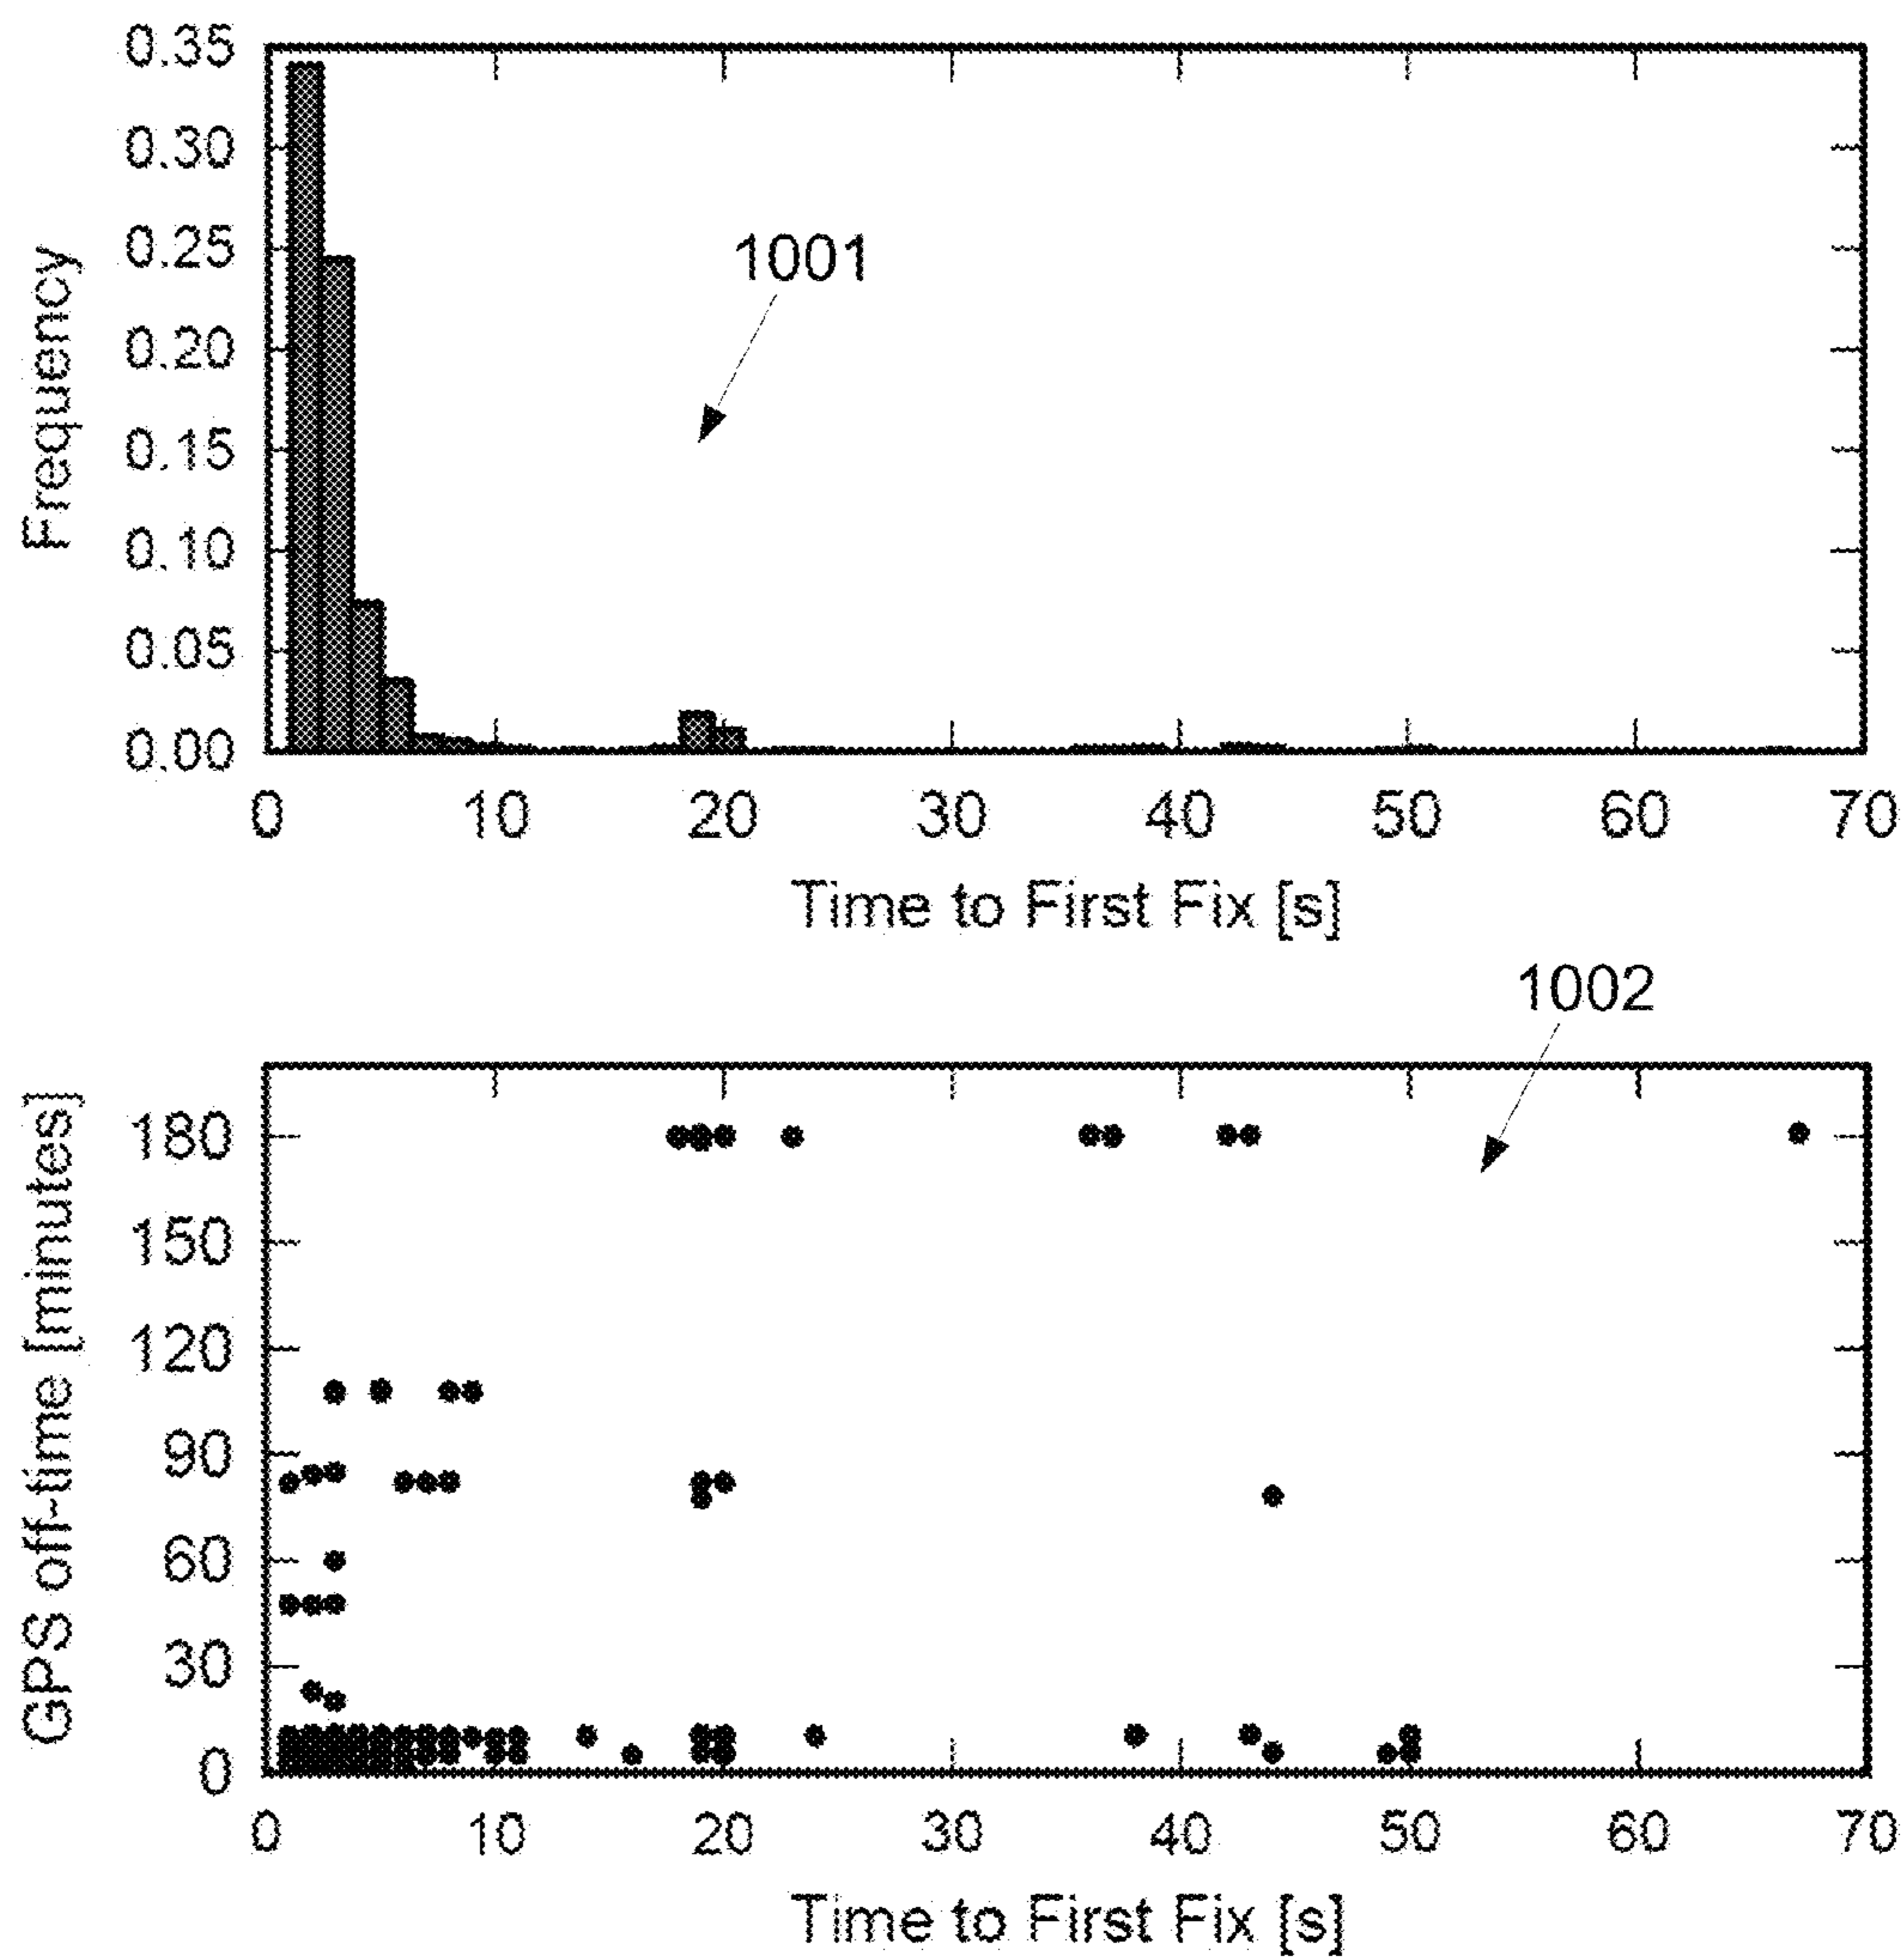 0.35
0.30
0.25
0.20
0.15
0.10
0.05
0.00
Frequency
1001
0 10 20 30 40 50 60 70
Time to First Fix [s]
1002
180
150
120
90
60
30
0
GPS off-time [minutes]
0 10 20 30 40 50 60 70
Time to First Fix [s]